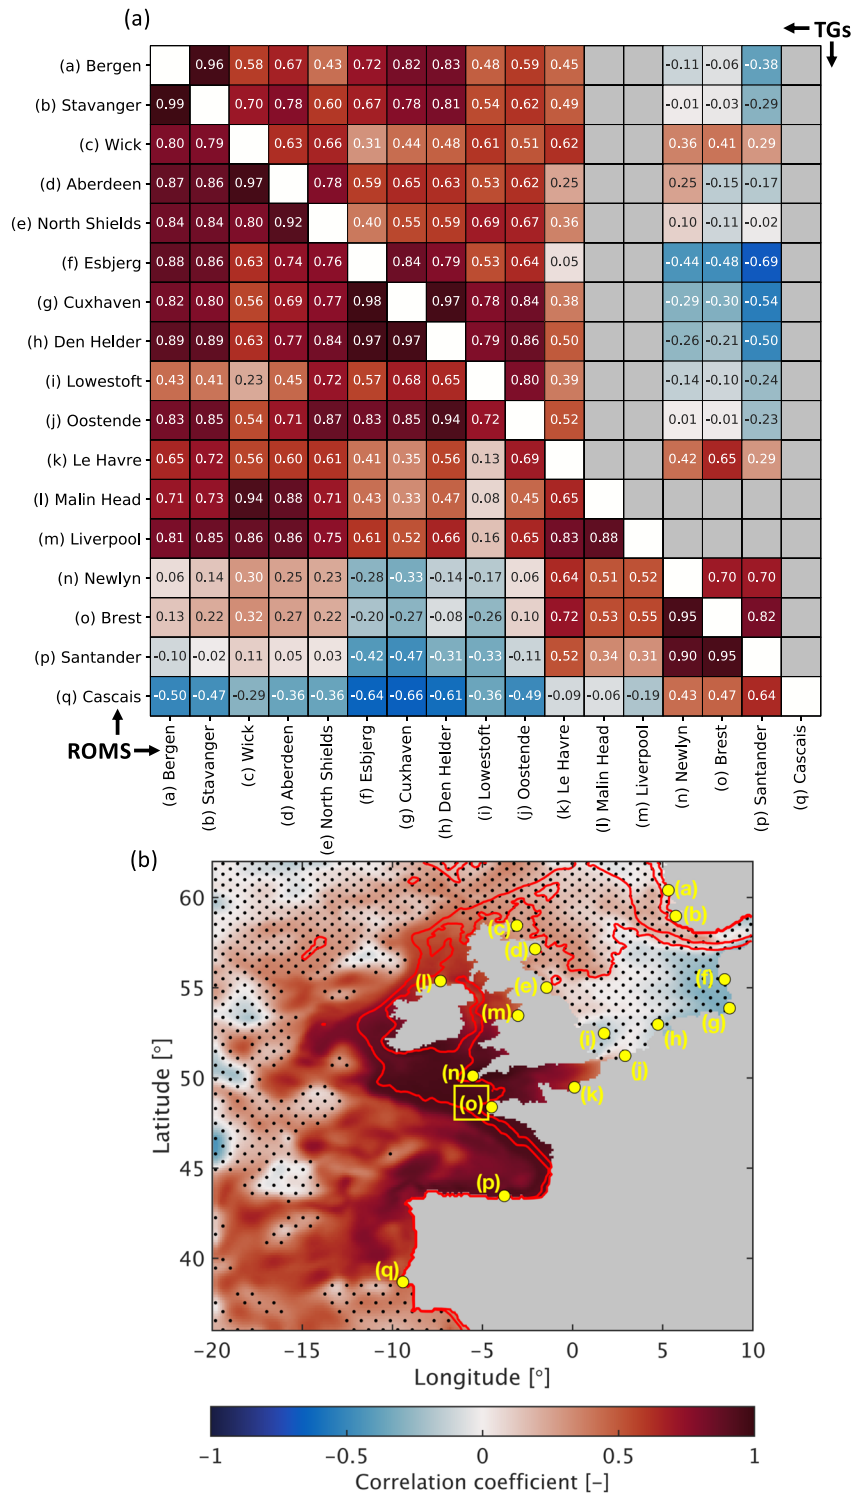 (a)
← TGs
↓
(a) Bergen 0.96 0.58 0.67 0.43 0.72 0.82 0.83 0.48 0.59 0.45 -0.11 -0.06 -0.38
(b) Stavanger 0.99 0.70 0.78 0.60 0.67 0.78 0.81 0.54 0.62 0.49 -0.01 -0.03 -0.29
(c) Wick 0.80 0.79 0.63 0.66 0.31 0.44 0.48 0.61 0.51 0.62 0.36 0.41 0.29
(d) Aberdeen 0.87 0.86 0.97 0.78 0.59 0.65 0.63 0.53 0.62 0.25 0.25 -0.15 -0.17
(e) North Shields 0.84 0.84 0.80 0.92 0.40 0.55 0.59 0.69 0.67 0.36 0.10 -0.11 -0.02
(f) Esbjerg 0.88 0.86 0.63 0.74 0.76 0.84 0.79 0.53 0.64 0.05 -0.44 -0.48 -0.69
(g) Cuxhaven 0.82 0.80 0.56 0.69 0.77 0.98 0.97 0.78 0.84 0.38 -0.29 -0.30 -0.54
(h) Den Helder 0.89 0.89 0.63 0.77 0.84 0.97 0.97 0.79 0.86 0.50 -0.26 -0.21 -0.50
(i) Lowestoft 0.43 0.41 0.23 0.45 0.72 0.57 0.68 0.65 0.80 0.39 -0.14 -0.10 -0.24
(j) Oostende 0.83 0.85 0.54 0.71 0.87 0.83 0.85 0.94 0.72 0.52 0.01 -0.01 -0.23
(k) Le Havre 0.65 0.72 0.56 0.60 0.61 0.41 0.35 0.56 0.13 0.69 0.42 0.65 0.29
(l) Malin Head 0.71 0.73 0.94 0.88 0.71 0.43 0.33 0.47 0.08 0.45 0.65
(m) Liverpool 0.81 0.85 0.86 0.86 0.75 0.61 0.52 0.66 0.16 0.65 0.83 0.88
(n) Newlyn 0.06 0.14 0.30 0.25 0.23 -0.28 -0.33 -0.14 -0.17 0.06 0.64 0.51 0.52 0.70 0.70
(o) Brest 0.13 0.22 0.32 0.27 0.22 -0.20 -0.27 -0.08 -0.26 0.10 0.72 0.53 0.55 0.95 0.82
(p) Santander -0.10 -0.02 0.11 0.05 0.03 -0.42 -0.47 -0.31 -0.33 -0.11 0.52 0.34 0.31 0.90 0.95
(q) Cascais -0.50 -0.47 -0.29 -0.36 -0.36 -0.64 -0.66 -0.61 -0.36 -0.49 -0.09 -0.06 -0.19 0.43 0.47 0.64
↑
ROMS →
(a) Bergen
(b) Stavanger
(c) Wick
(d) Aberdeen
(e) North Shields
(f) Esbjerg
(g) Cuxhaven
(h) Den Helder
(i) Lowestoft
(j) Oostende
(k) Le Havre
(l) Malin Head
(m) Liverpool
(n) Newlyn
(o) Brest
(p) Santander
(q) Cascais
(b)
60
55
50
45
40
Latitude [°]
(a)
(b)
(c)
(d)
(e)
(f)
(g)
(h)
(i)
(j)
(k)
(l)
(m)
(n)
(o)
(p)
(q)
−20 −15 −10 −5 0 5 10
Longitude [°]
−1 -0.5 0 0.5 1
Correlation coefficient [–]